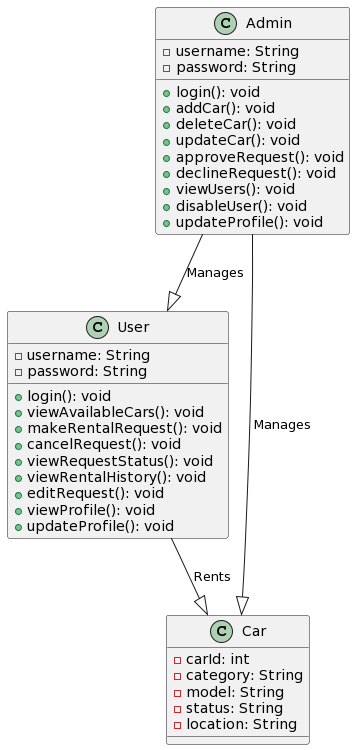 C Admin
username: String
password: String
login(): void
addCar(): void
deleteCar(): void
updateCar(): void
approveRequest(): void
declineRequest(): void
viewUsers(): void
disableUser(): void
updateProfile(): void
Manages
C User
username: String
password: String
login(): void
viewAvailableCars(): void
makeRentalRequest(): void
cancelRequest(): void
viewRequestStatus(): void
viewRentalHistory(): void
editRequest(): void
viewProfile(): void
updateProfile(): void
Manages
Rents
C Car
carId: int
category: String
model: String
status: String
location: String